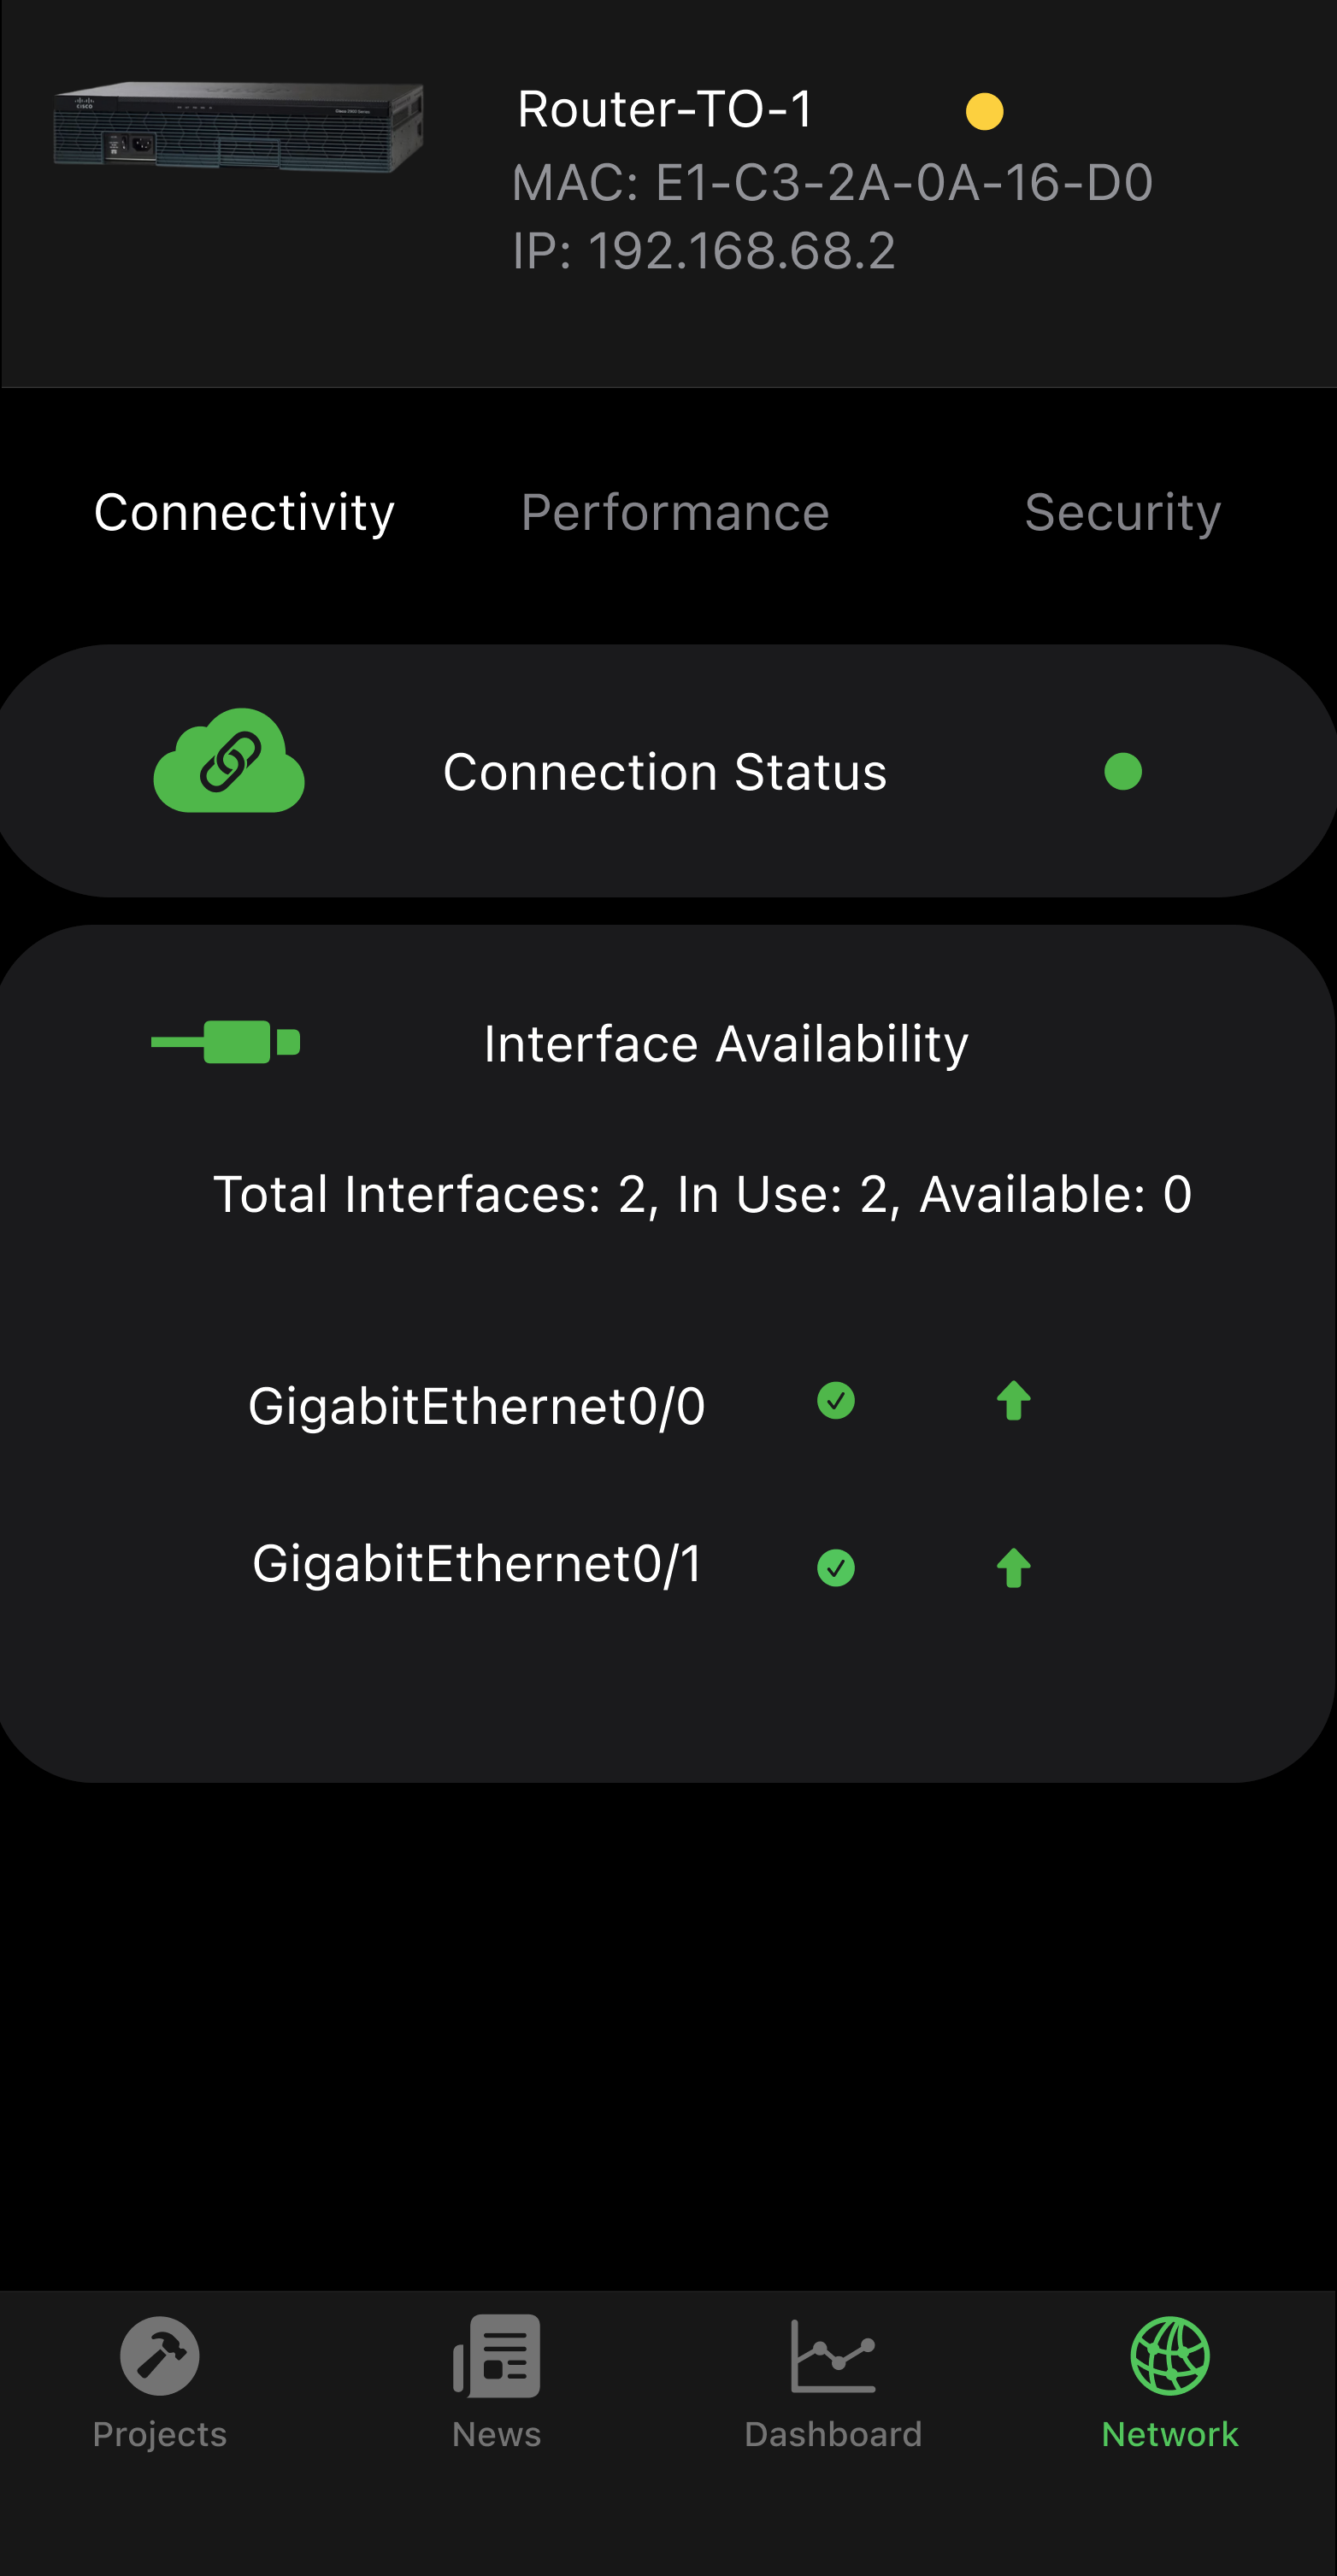 CISCO
Router-TO-1
MAC: E1-C3-2A-0A-16-D0
IP: 192.168.68.2
Connectivity
Performance
Security
Connection Status
Interface Availability
Total Interfaces: 2, In Use: 2, Available: 0
GigabitEthernet0/0
GigabitEthernet0/1
Projects
News
Dashboard
Network